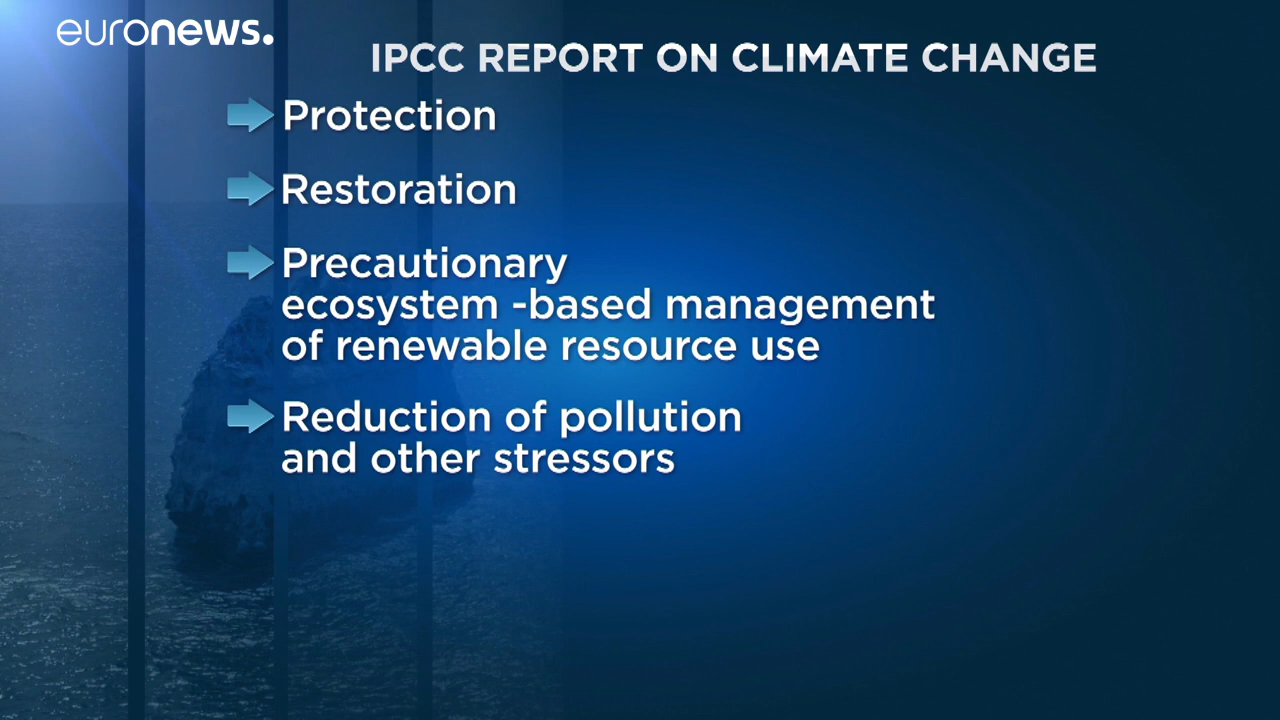 euronews.
IPCC REPORT ON CLIMATE CHANGE
Protection
Restoration
Precautionary
ecosystem -based management
of renewable resource use
Reduction of pollution
and other stressors